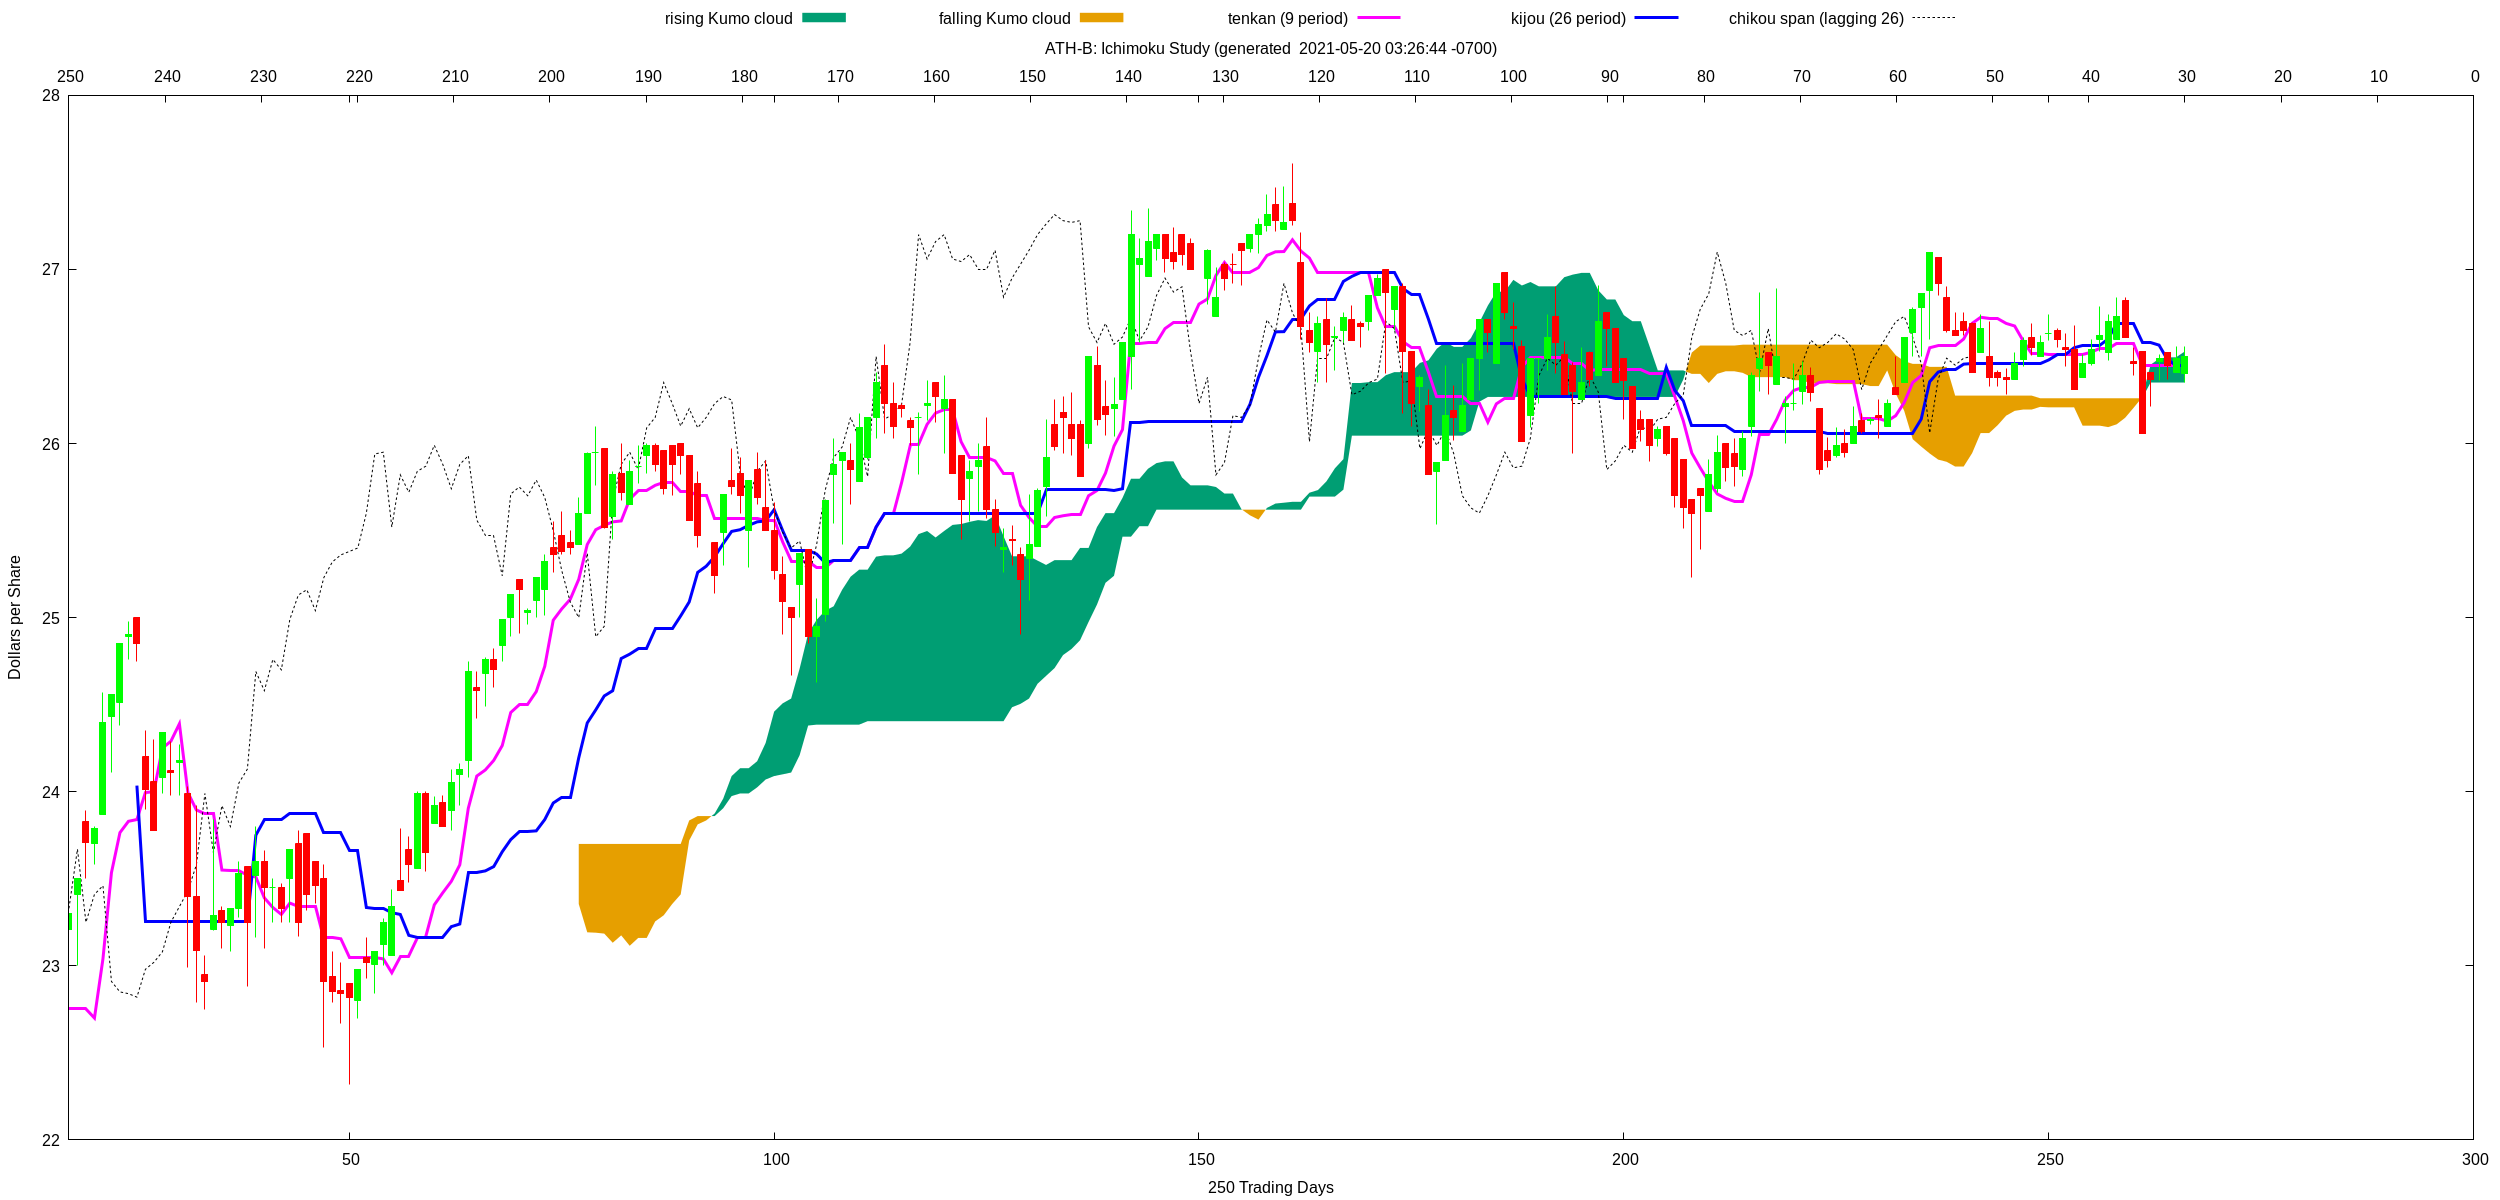 rising Kumo cloud falling Kumo cloud tenkan (9 period) kijou (26 period) chikou span (lagging 26)
ATH-B: Ichimoku Study (generated  2021-05-20 03:26:44 -0700)
250 240 230 220 210 200 190 180 170 160 150 140 130 120 110 100 90 80 70 60 50 40 30 20 10 0
28
27
26
25
24
23
22
Dollars per Share
50 100 150 200 250 300
250 Trading Days